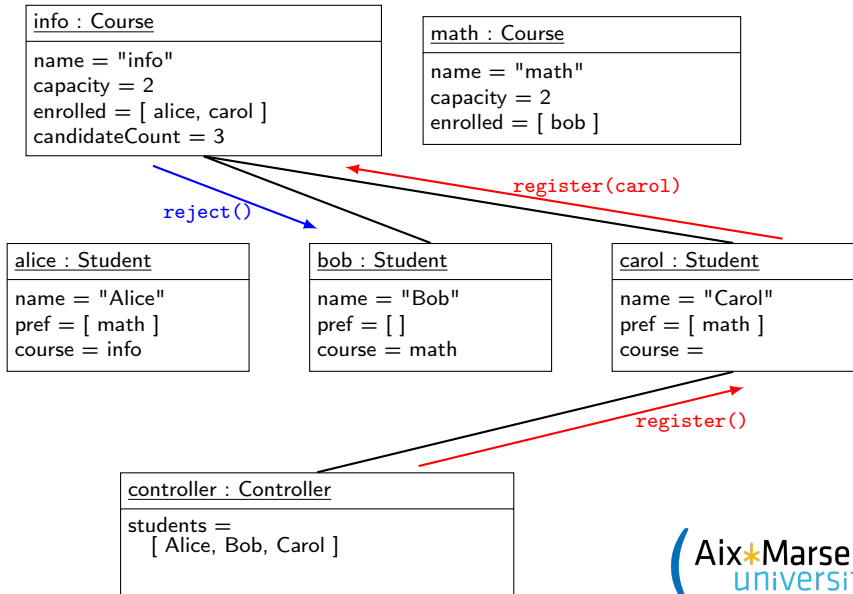 info : Course
name = "info"
capacity = 2
enrolled = [ alice, carol ]
candidateCount = 3
math : Course
name = "math"
capacity = 2
enrolled = [ bob ]
register(carol)
reject()
alice : Student
name = "Alice"
pref = [ math ]
course = info
bob : Student
name = "Bob"
pref = [ ]
course = math
carol : Student
name = "Carol"
pref = [ math ]
course =
register()
controller : Controller
students =
[ Alice, Bob, Carol ]
Aix*Marse
universit